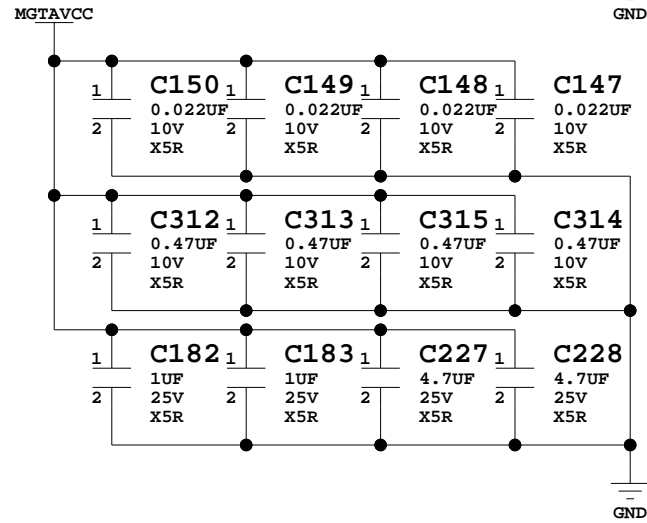 MGTAVCC GND
1 C150 1 C149 1 C148 1 C147
0.022UF 0.022UF 0.022UF 0.022UF
2 10V 2 10V 2 10V 2 10V
X5R X5R X5R X5R
1 C312 1 C313 1 C315 1 C314
0.47UF 0.47UF 0.47UF 0.47UF
2 10V 2 10V 2 10V 2 10V
X5R X5R X5R X5R
1 C182 1 C183 1 C227 1 C228
1UF 1UF 4.7UF 4.7UF
2 25V 2 25V 2 25V 2 25V
X5R X5R X5R X5R
GND